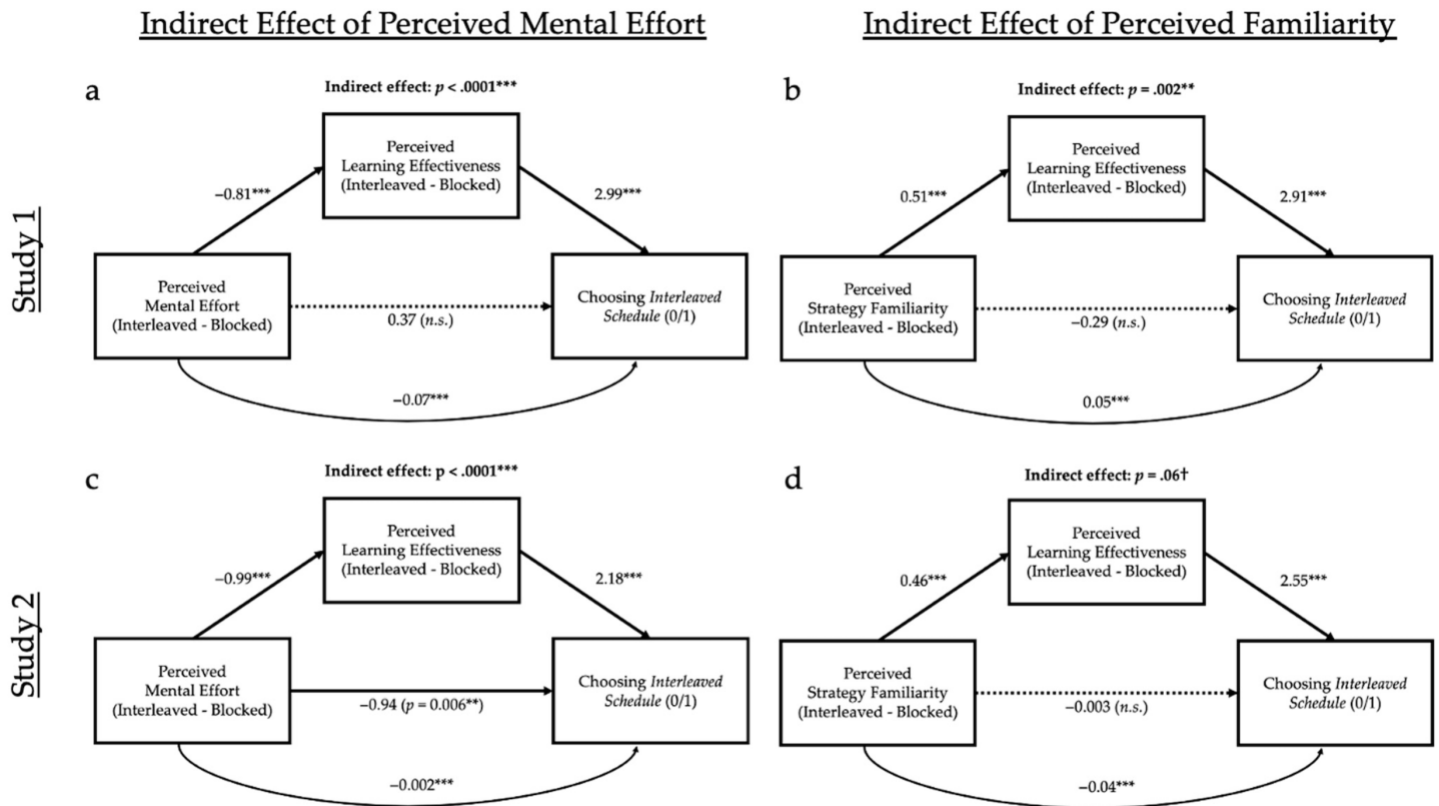 Indirect Effect of Perceived Mental Effort
Indirect Effect of Perceived Familiarity
Study 1
a
Indirect effect: p < .0001***
Perceived
Learning Effectiveness
(Interleaved - Blocked)
−0.81***
2.99***
Perceived
Mental Effort
(Interleaved - Blocked)
0.37 (n.s.)
Choosing Interleaved
Schedule (0/1)
−0.07***
b
Indirect effect: p = .002**
Perceived
Learning Effectiveness
(Interleaved - Blocked)
0.51***
2.91***
Perceived
Strategy Familiarity
(Interleaved - Blocked)
−0.29 (n.s.)
Choosing Interleaved
Schedule (0/1)
0.05***
Study 2
c
Indirect effect: p < .0001***
Perceived
Learning Effectiveness
(Interleaved - Blocked)
−0.99***
2.18***
Perceived
Mental Effort
(Interleaved - Blocked)
−0.94 (p = 0.006**)
Choosing Interleaved
Schedule (0/1)
−0.002***
d
Indirect effect: p = .06†
Perceived
Learning Effectiveness
(Interleaved - Blocked)
0.46***
2.55***
Perceived
Strategy Familiarity
(Interleaved - Blocked)
−0.003 (n.s.)
Choosing Interleaved
Schedule (0/1)
−0.04***